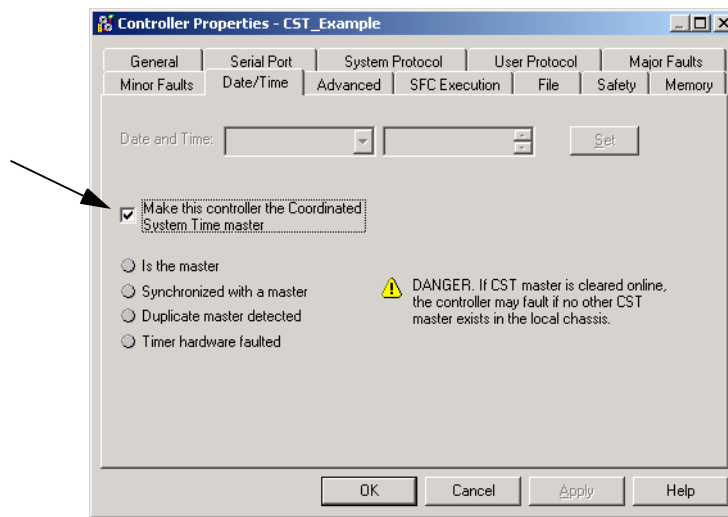 Controller Properties - CST_Example
General Serial Port System Protocol User Protocol Major Faults
Minor Faults Date/Time Advanced SFC Execution File Safety Memory
Date and Time: Set
Make this controller the Coordinated
System Time master
Is the master
Synchronized with a master
Duplicate master detected
Timer hardware faulted
DANGER. If CST master is cleared online,
the controller may fault if no other CST
master exists in the local chassis.
OK Cancel Apply Help